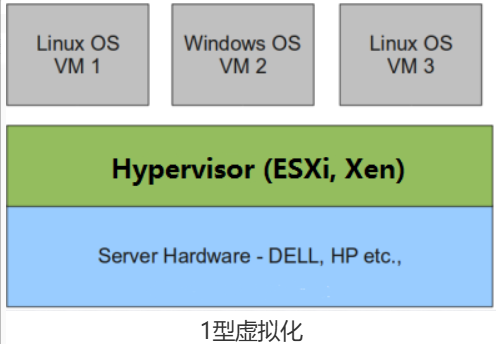 Linux OS
VM 1
Windows OS
VM 2
Linux OS
VM 3
Hypervisor (ESXi, Xen)
Server Hardware - DELL, HP etc.,
1型虚拟化